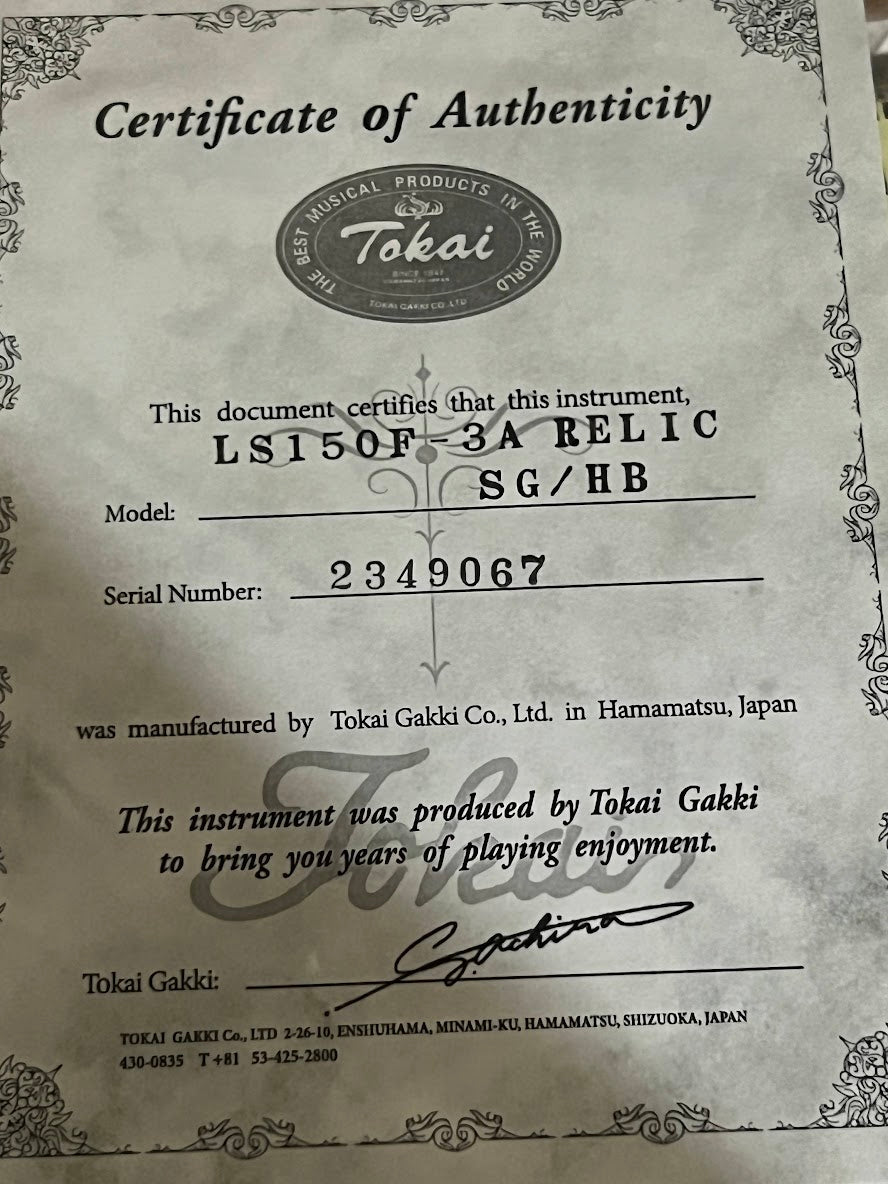 Certificate of Authenticity
THE BEST MUSICAL PRODUCTS IN THE WORLD
Tokai
SINCE 1947
TOKAI GAKKI CO.,LTD
This document certifies that this instrument,
LS150F-3A RELIC
SG/HB
Model:
Serial Number: 2349067
was manufactured by Tokai Gakki Co., Ltd. in Hamamatsu, Japan
Tokai
This instrument was produced by Tokai Gakki
to bring you years of playing enjoyment.
Tokai Gakki:
TOKAI GAKKI Co., LTD 2-26-10, ENSHUHAMA, MINAMI-KU, HAMAMATSU, SHIZUOKA, JAPAN
430-0835 T+81 53-425-2800